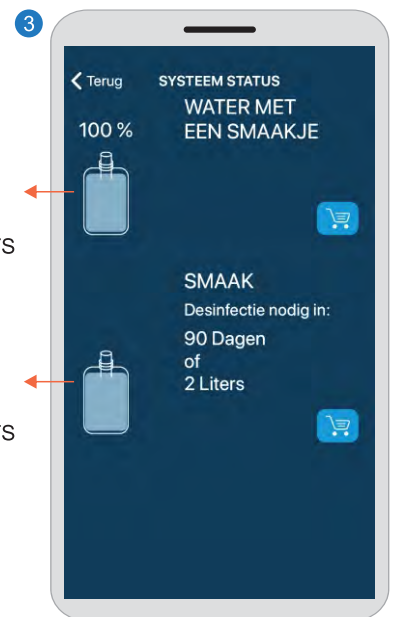 3
Terug
SYSTEEM STATUS
100 %
WATER MET
EEN SMAAKJE
SMAAK
Desinfectie nodig in:
90 Dagen
of
2 Liters